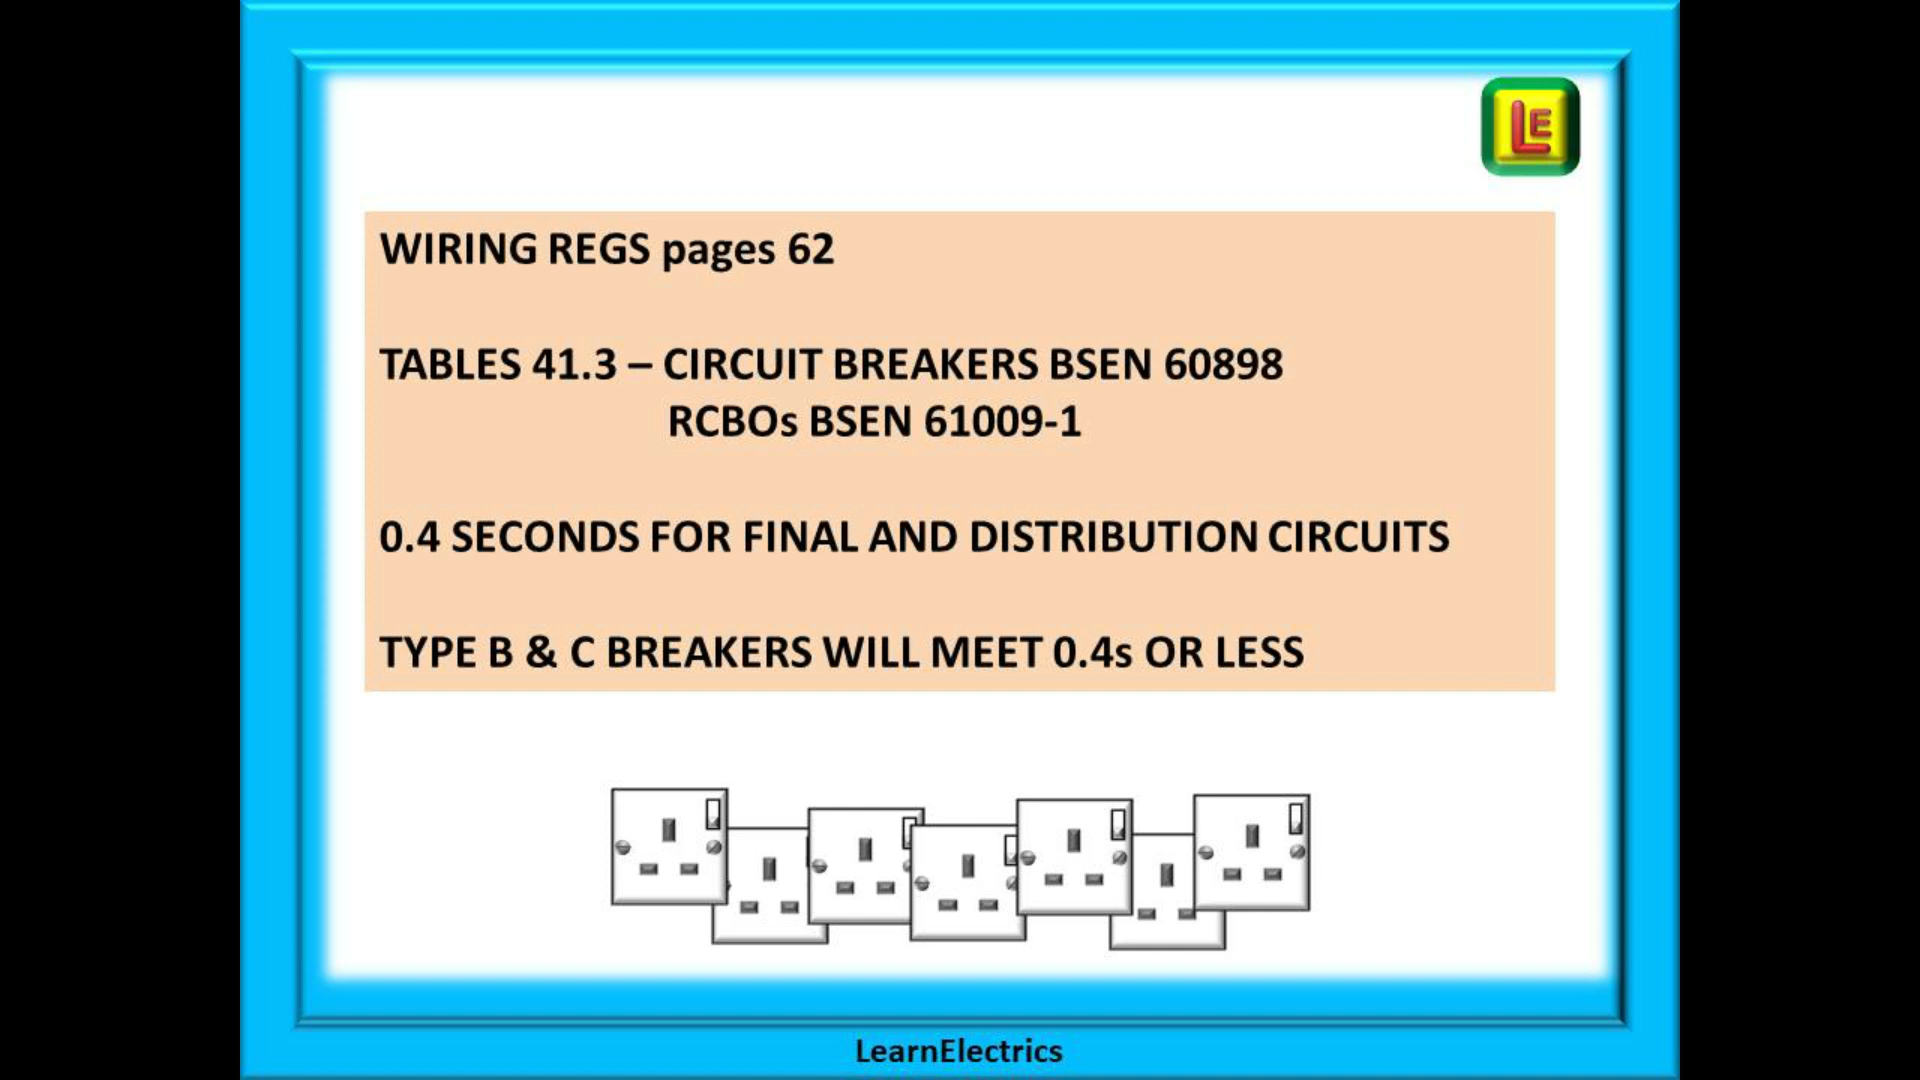 LE
WIRING REGS pages 62
TABLES 41.3 – CIRCUIT BREAKERS BSEN 60898
RCBOs BSEN 61009-1
0.4 SECONDS FOR FINAL AND DISTRIBUTION CIRCUITS
TYPE B & C BREAKERS WILL MEET 0.4s OR LESS
LearnElectrics